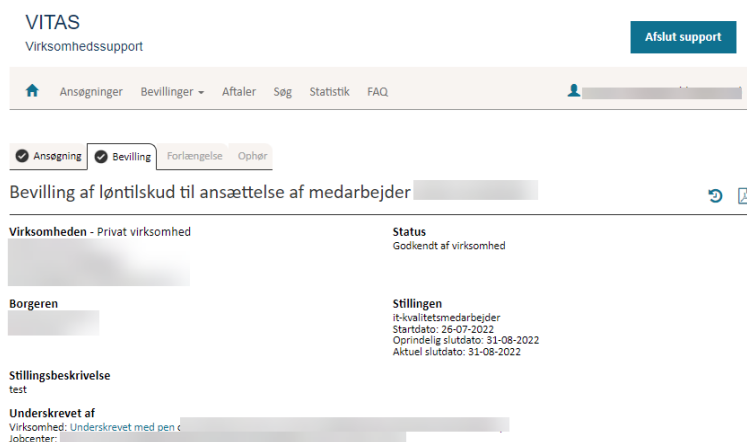 VITAS
Virksomhedssupport
Afslut support
Ansøgninger Bevillinger Aftaler Søg Statistik FAQ
Ansøgning Bevilling Forlængelse Ophør
Bevilling af løntilskud til ansættelse af medarbejder
Virksomheden - Privat virksomhed
Status
Godkendt af virksomhed
Borgeren
Stillingen
it-kvalitetsmedarbejder
Startdato: 26-07-2022
Oprindelig slutdato: 31-08-2022
Aktuel slutdato: 31-08-2022
Stillingsbeskrivelse
test
Underskrevet af
Virksomhed: Underskrevet med pen
Jobcenter: